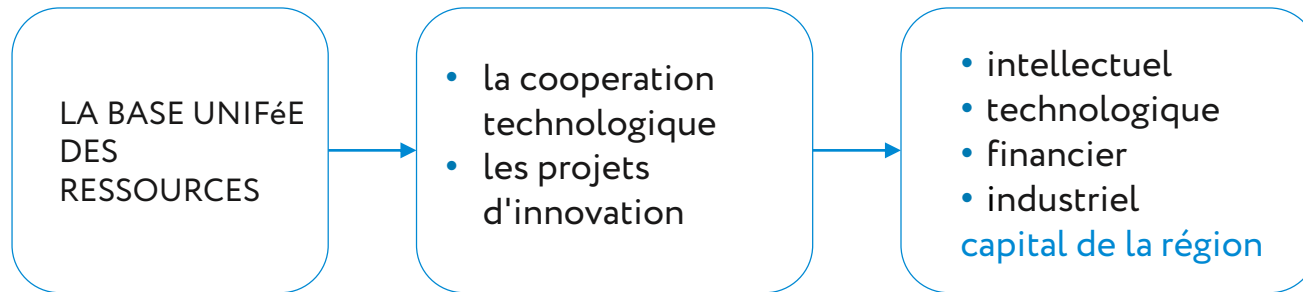 LA BASE UNIFéE
DES
RESSOURCES
• la cooperation
technologique
• les projets
d'innovation
• intellectuel
• technologique
• financier
• industriel
capital de la région